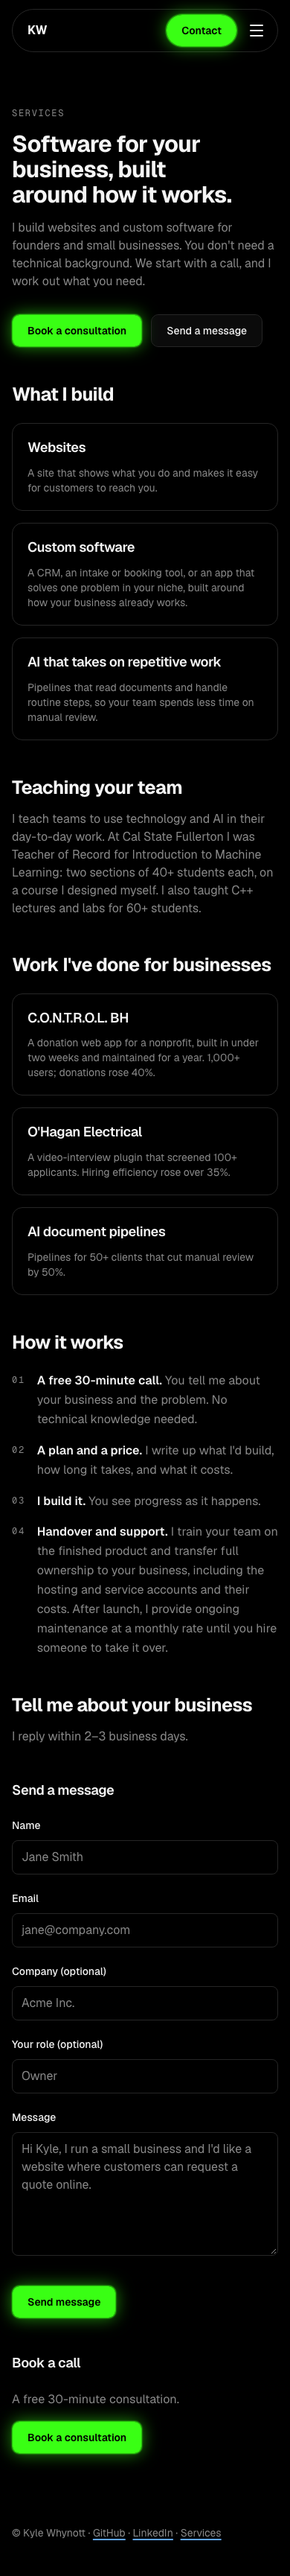 KW
Contact
SERVICES
Software for your
business, built
around how it works.
I build websites and custom software for
founders and small businesses. You don't need a
technical background. We start with a call, and I
work out what you need.
Book a consultation
Send a message
What I build
Websites
A site that shows what you do and makes it easy
for customers to reach you.
Custom software
A CRM, an intake or booking tool, or an app that
solves one problem in your niche, built around
how your business already works.
AI that takes on repetitive work
Pipelines that read documents and handle
routine steps, so your team spends less time on
manual review.
Teaching your team
I teach teams to use technology and AI in their
day-to-day work. At Cal State Fullerton I was
Teacher of Record for Introduction to Machine
Learning: two sections of 40+ students each, on
a course I designed myself. I also taught C++
lectures and labs for 60+ students.
Work I've done for businesses
C.O.N.T.R.O.L. BH
A donation web app for a nonprofit, built in under
two weeks and maintained for a year. 1,000+
users; donations rose 40%.
O'Hagan Electrical
A video-interview plugin that screened 100+
applicants. Hiring efficiency rose over 35%.
AI document pipelines
Pipelines for 50+ clients that cut manual review
by 50%.
How it works
01 A free 30-minute call. You tell me about
your business and the problem. No
technical knowledge needed.
02 A plan and a price. I write up what I'd build,
how long it takes, and what it costs.
03 I build it. You see progress as it happens.
04 Handover and support. I train your team on
the finished product and transfer full
ownership to your business, including the
hosting and service accounts and their
costs. After launch, I provide ongoing
maintenance at a monthly rate until you hire
someone to take it over.
Tell me about your business
I reply within 2–3 business days.
Send a message
Name
Jane Smith
Email
jane@company.com
Company (optional)
Acme Inc.
Your role (optional)
Owner
Message
Hi Kyle, I run a small business and I'd like a
website where customers can request a
quote online.
Send message
Book a call
A free 30-minute consultation.
Book a consultation
© Kyle Whynott · GitHub · LinkedIn · Services